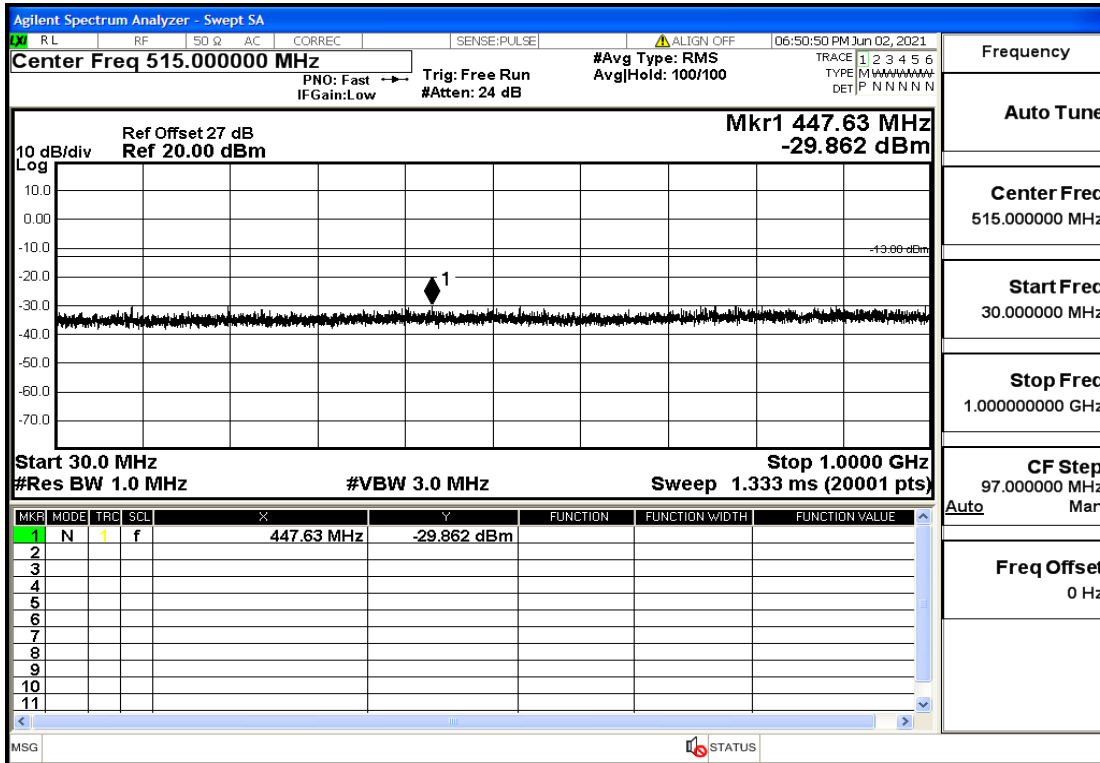 Agilent Spectrum Analyzer - Swept SA
LXI RL RF 50 Ω AC CORREC SENSE:PULSE ALIGN OFF 06:50:50 PM Jun 02, 2021
Center Freq 515.000000 MHz
PNO: Fast
IFGain:Low
Trig: Free Run
#Atten: 24 dB
#Avg Type: RMS
Avg|Hold: 100/100
TRACE 1 2 3 4 5 6
TYPE M
DET P N N N N N
Frequency
Auto Tune
Ref Offset 27 dB
10 dB/div Ref 20.00 dBm
Log
Mkr1 447.63 MHz
-29.862 dBm
10.0
0.00
-10.0
-13.00 dBm
-20.0
1
-30.0
-40.0
-50.0
-60.0
-70.0
Start 30.0 MHz Stop 1.0000 GHz
#Res BW 1.0 MHz #VBW 3.0 MHz Sweep 1.333 ms (20001 pts)
Center Freq
515.000000 MHz
Start Freq
30.000000 MHz
Stop Freq
1.000000000 GHz
CF Step
97.000000 MHz
Auto Man
Freq Offset
0 Hz
MKR MODE TRC SCL X Y FUNCTION FUNCTION WIDTH FUNCTION VALUE
1 N 1 f 447.63 MHz -29.862 dBm
2
3
4
5
6
7
8
9
10
11
MSG STATUS